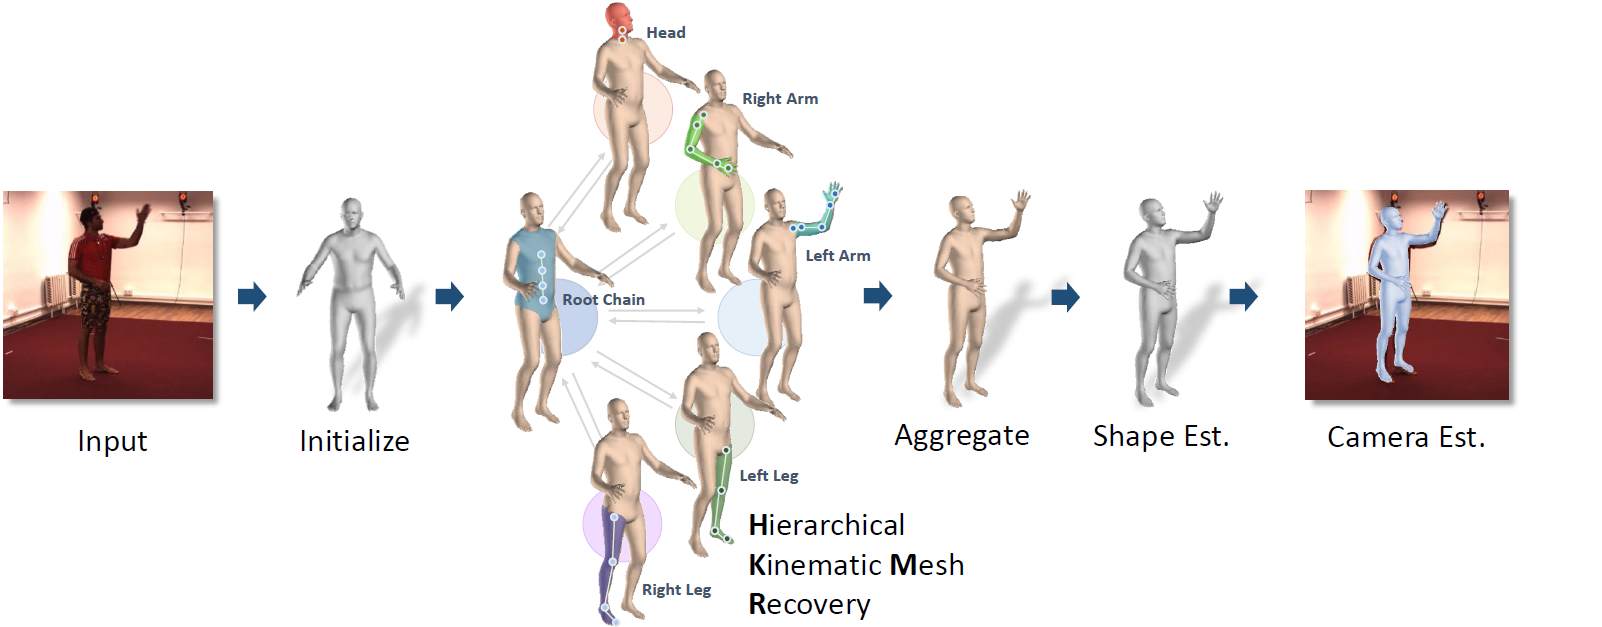 Head
Right Arm
Left Arm
Root Chain
Left Leg
Right Leg
Input
Initialize
Aggregate
Shape Est.
Camera Est.
Hierarchical
Kinematic Mesh
Recovery